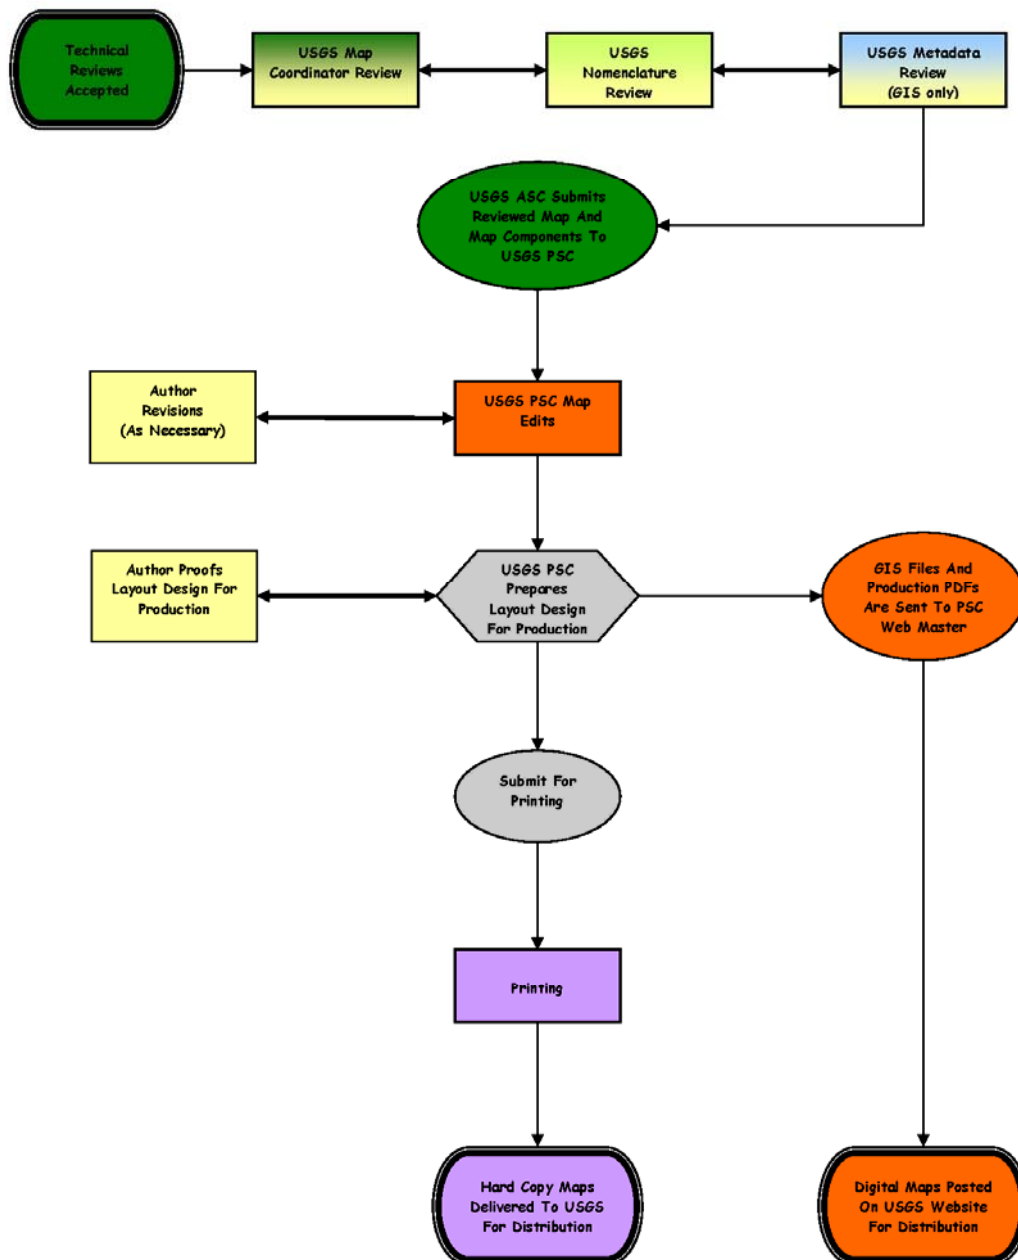 Technical
Reviews
Accepted
USGS Map
Coordinator Review
USGS
Nomenclature
Review
USGS Metadata
Review
(GIS only)
USGS ASC Submits
Reviewed Map And
Map Components To
USGS PSC
Author
Revisions
(As Necessary)
USGS PSC Map
Edits
Author Proofs
Layout Design For
Production
USGS PSC
Prepares
Layout Design
For Production
GIS Files And
Production PDFs
Are Sent To PSC
Web Master
Submit For
Printing
Printing
Hard Copy Maps
Delivered To USGS
For Distribution
Digital Maps Posted
On USGS Website
For Distribution